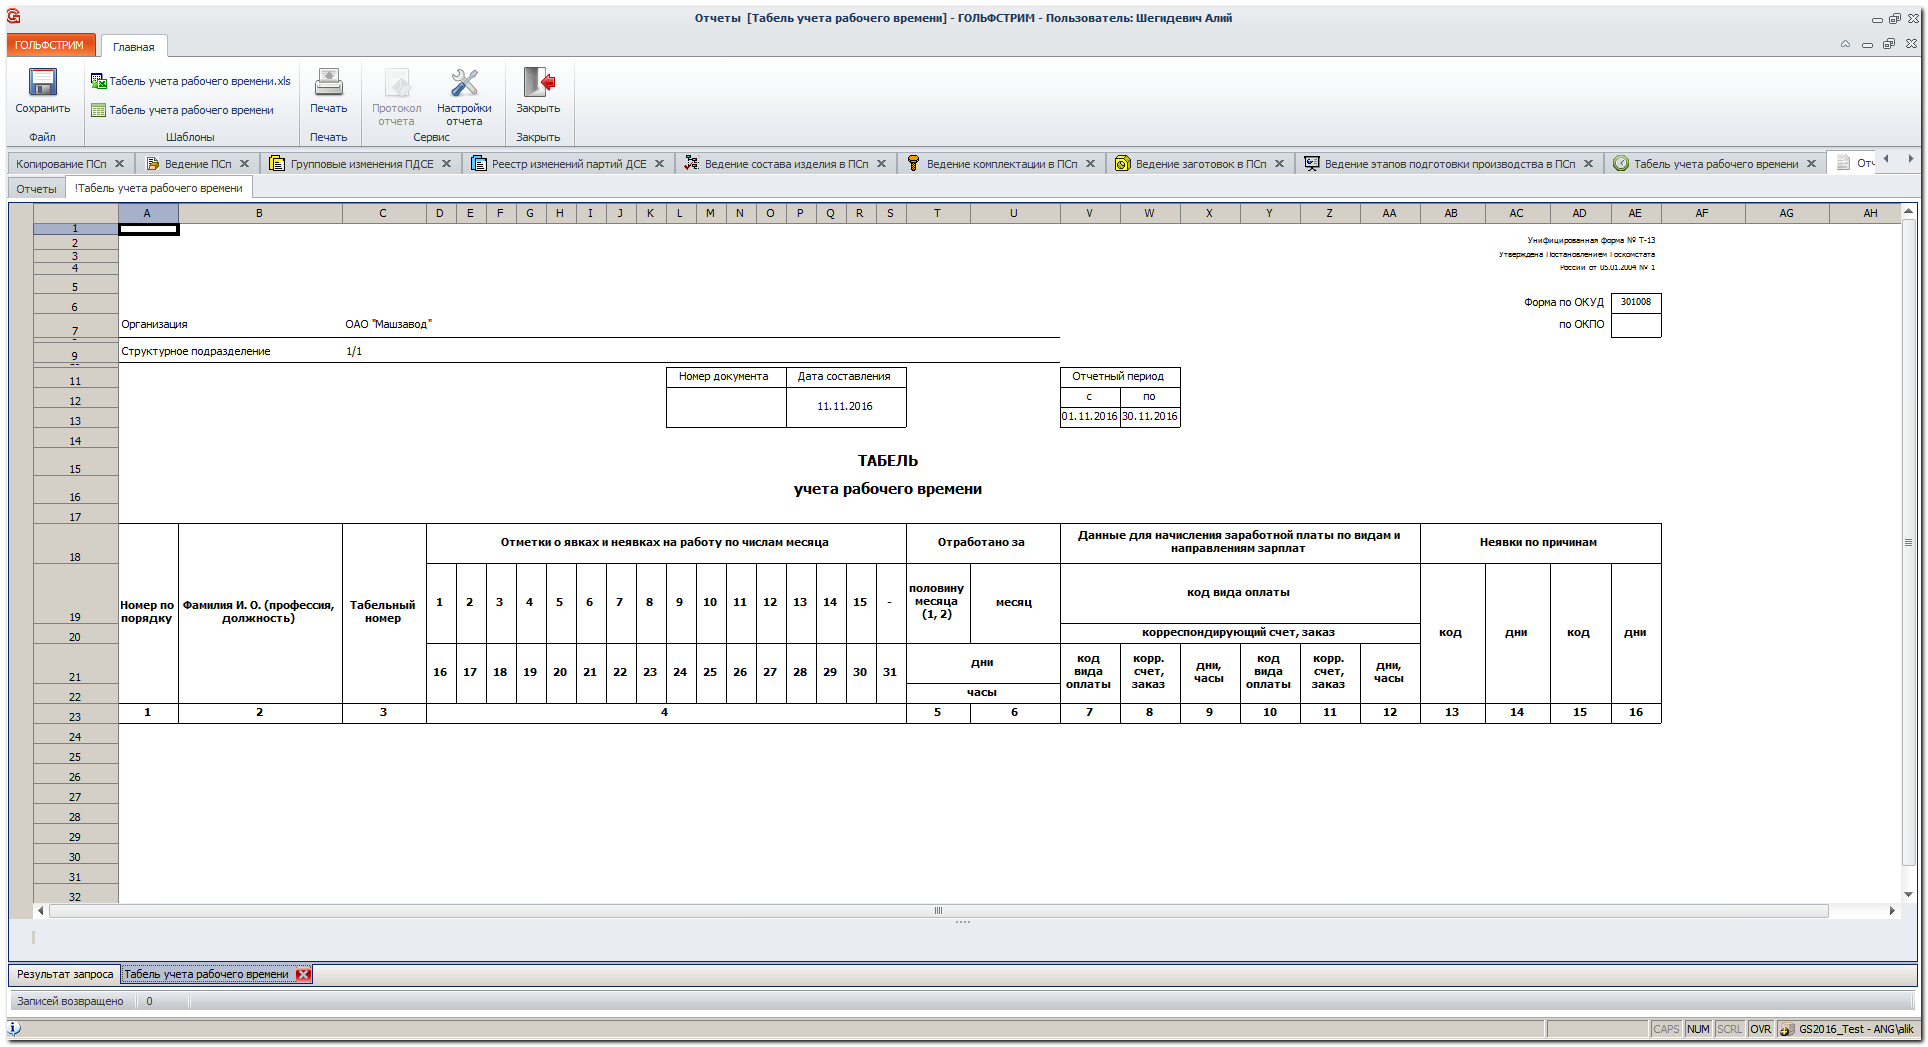 Отчеты [Табель учета рабочего времени] - ГОЛЬФСТРИМ - Пользователь: Шегидевич Алий
ГОЛЬФСТРИМ
Главная
Сохранить
Файл
Табель учета рабочего времени.xls
Табель учета рабочего времени
Шаблоны
Печать
Печать
Протокол отчета
Настройки отчета
Сервис
Закрыть
Закрыть
Копирование ПСп
Ведение ПСп
Групповые изменения ПДСЕ
Реестр изменений партий ДСЕ
Ведение состава изделия в ПСп
Ведение комплектации в ПСп
Ведение заготовок в ПСп
Ведение этапов подготовки производства в ПСп
Табель учета рабочего времени
Отч
Отчеты
!Табель учета рабочего времени
A B C D E F G H I J K L M N O P Q R S T U V W X Y Z AA AB AC AD AE AF AG AH
1
2 Унифицированная форма № Т-13
3 Утверждена Постановлением Госкомстата
4 России от 05.01.2004 № 1
5
6 Форма по ОКУД 301008
7 Организация ОАО "Машзавод" по ОКПО
9 Структурное подразделение 1/1
11 Номер документа Дата составления Отчетный период
12 11.11.2016 с по
13 01.11.2016 30.11.2016
14
15 ТАБЕЛЬ
16 учета рабочего времени
17
18 Отметки о явках и неявках на работу по числам месяца Отработано за Данные для начисления заработной платы по видам и направлениям зарплат Неявки по причинам
19 Номер по порядку Фамилия И. О. (профессия, должность) Табельный номер 1 2 3 4 5 6 7 8 9 10 11 12 13 14 15 - половину месяца (1, 2) месяц код вида оплаты
20 корреспондирующий счет, заказ код дни код дни
21 16 17 18 19 20 21 22 23 24 25 26 27 28 29 30 31 дни код вида оплаты корр. счет, заказ дни, часы код вида оплаты корр. счет, заказ дни, часы
22 часы
23 1 2 3 4 5 6 7 8 9 10 11 12 13 14 15 16
24
25
26
27
28
29
30
31
32
Результат запроса
Табель учета рабочего времени
Записей возвращено 0
CAPS NUM SCRL OVR GS2016_Test - ANG\alik